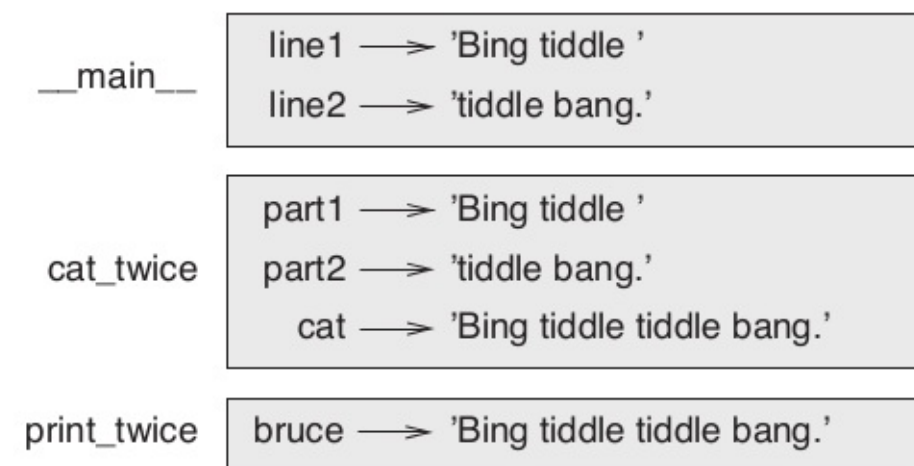 __main__
line1 → 'Bing tiddle '
line2 → 'tiddle bang.'
cat_twice
part1 → 'Bing tiddle '
part2 → 'tiddle bang.'
cat → 'Bing tiddle tiddle bang.'
print_twice
bruce → 'Bing tiddle tiddle bang.'